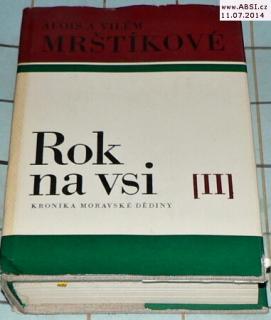 www.ABSI.cz
11.07.2014
ALOIS A VILÉM
MRŠTÍKOVÉ
Rok
na vsi [II]
KRONIKA MORAVSKÉ DĚDINY